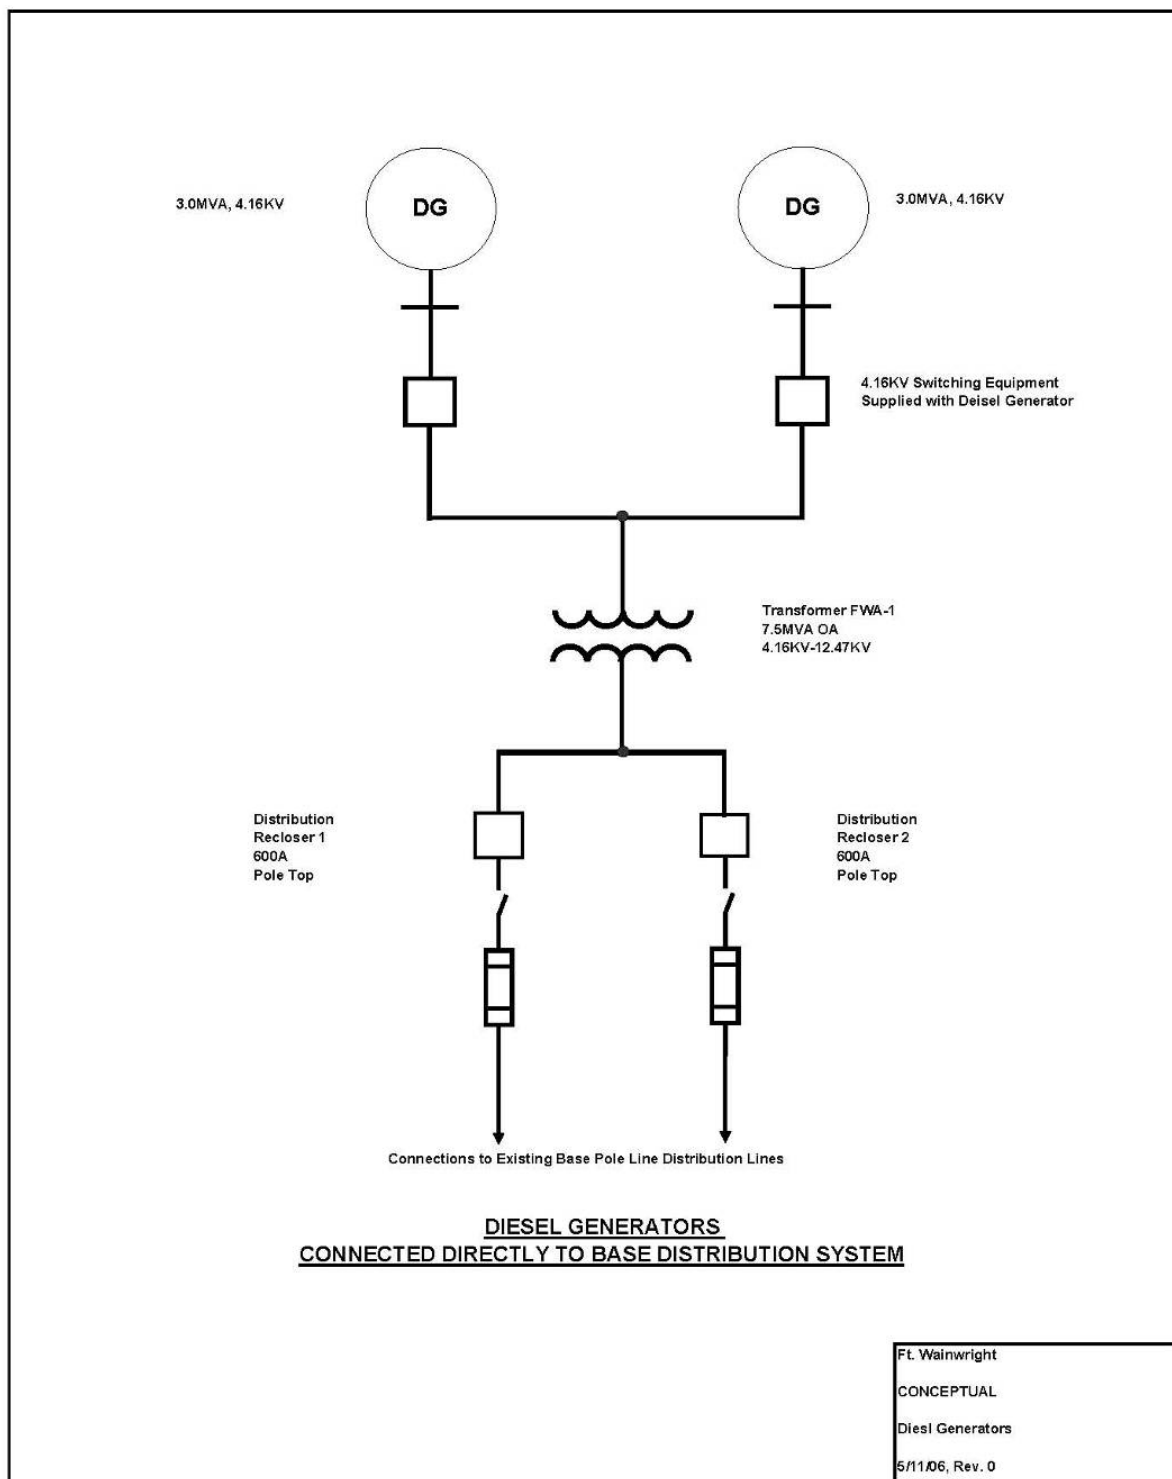 3.0MVA, 4.16KV
DG
DG
3.0MVA, 4.16KV
4.16KV Switching Equipment
Supplied with Deisel Generator
Transformer FWA-1
7.5MVA OA
4.16KV-12.47KV
Distribution
Recloser 1
600A
Pole Top
Distribution
Recloser 2
600A
Pole Top
Connections to Existing Base Pole Line Distribution Lines
DIESEL GENERATORS
CONNECTED DIRECTLY TO BASE DISTRIBUTION SYSTEM
Ft. Wainwright
CONCEPTUAL
Diesl Generators
5/11/06, Rev. 0